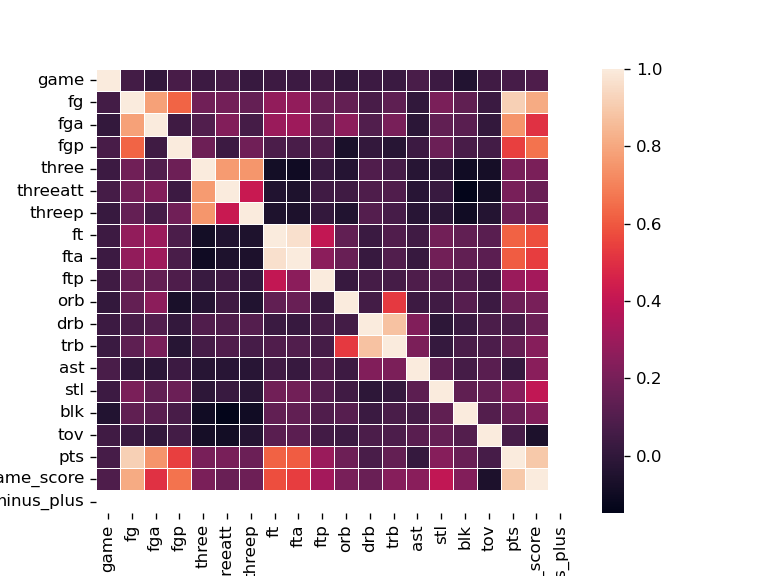 game
fg
fga
fgp
three
threeatt
threep
ft
fta
ftp
orb
drb
trb
ast
stl
blk
tov
pts
ame_score
minus_plus
game
fg
fga
fgp
three
reeatt
threep
ft
fta
ftp
orb
drb
trb
ast
stl
blk
tov
pts
_score
s_plus
1.0
0.8
0.6
0.4
0.2
0.0